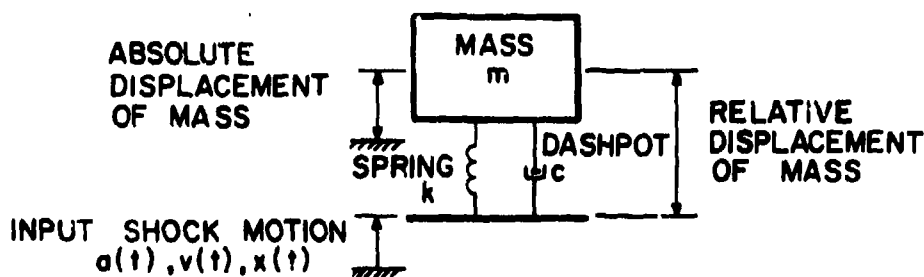 MASS
m
ABSOLUTE
DISPLACEMENT
OF MASS
RELATIVE
DISPLACEMENT
OF MASS
DASHPOT
c
SPRING
k
INPUT SHOCK MOTION
a(t), v(t), x(t)